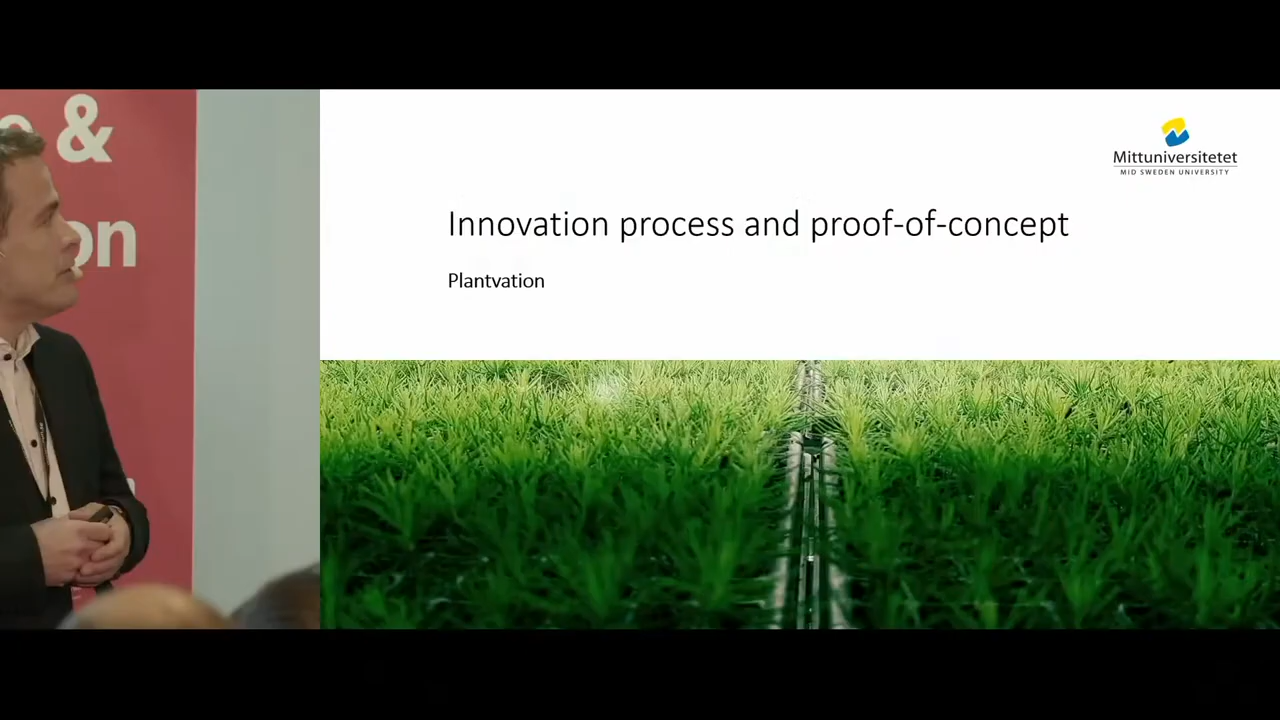 &
on
Mittuniversitetet
MID SWEDEN UNIVERSITY
Innovation process and proof-of-concept
Plantvation